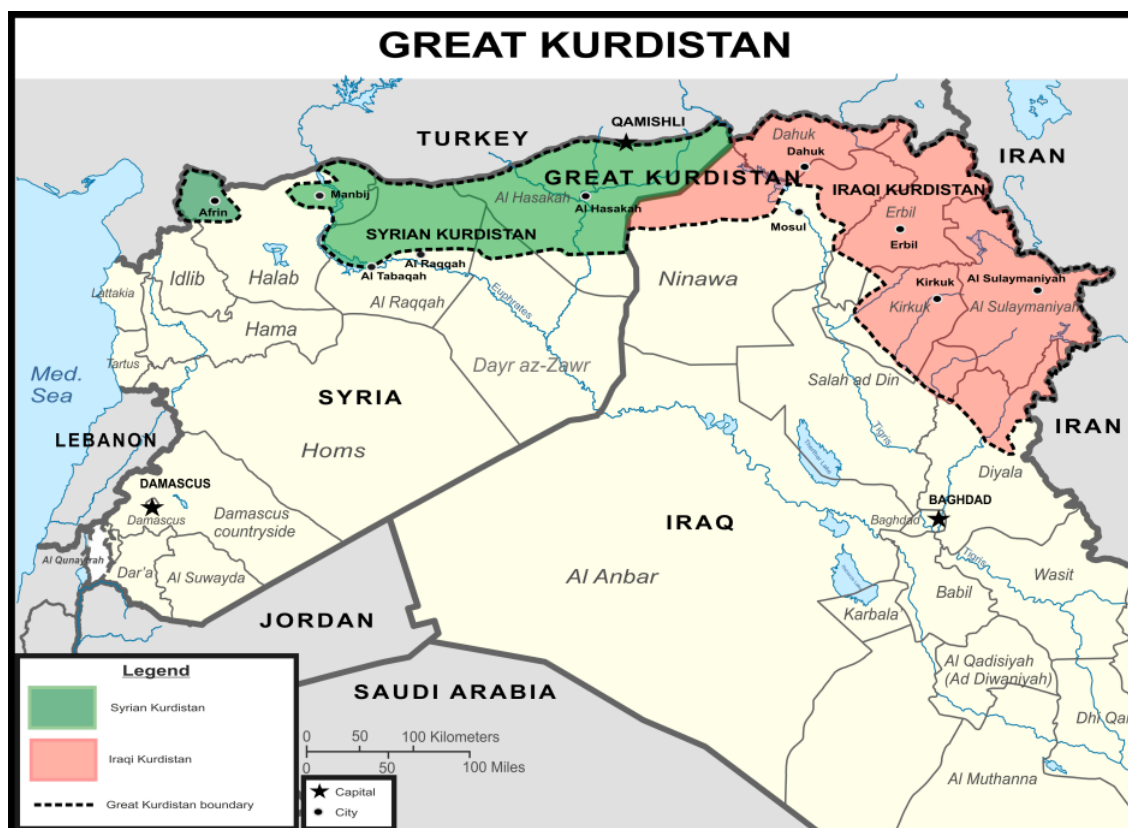 GREAT KURDISTAN
TURKEY
QAMISHLI
Dahuk
Dahuk
IRAN
GREAT KURDISTAN
IRAQI KURDISTAN
Afrin
Manbij
Al Hasakah
Al Hasakah
Erbil
Erbil
Mosul
SYRIAN KURDISTAN
Al Raqqah
Al Tabaqah
Idlib
Halab
Al Raqqah
Euphrates
Ninawa
Kirkuk
Kirkuk
Al Sulaymaniyah
Al Sulaymaniyah
Lattakia
Hama
Tartus
Dayr az-Zawr
Salah ad Din
Med.
Sea
SYRIA
LEBANON
Homs
Tigris
IRAN
Diyala
DAMASCUS
Damascus
Damascus
countryside
IRAQ
BAGHDAD
Baghdad
Al Qunaytrah
Dar'a
Al Suwayda
Al Anbar
Tigris
Wasit
JORDAN
Karbala
Babil
SAUDI ARABIA
Al Qadisiyah
(Ad Diwaniyah)
Dhi Qar
Al Muthanna
Legend
Syrian Kurdistan
Iraqi Kurdistan
Great Kurdistan boundary
0 50 100 Kilometers
0 50 100 Miles
Capital
City